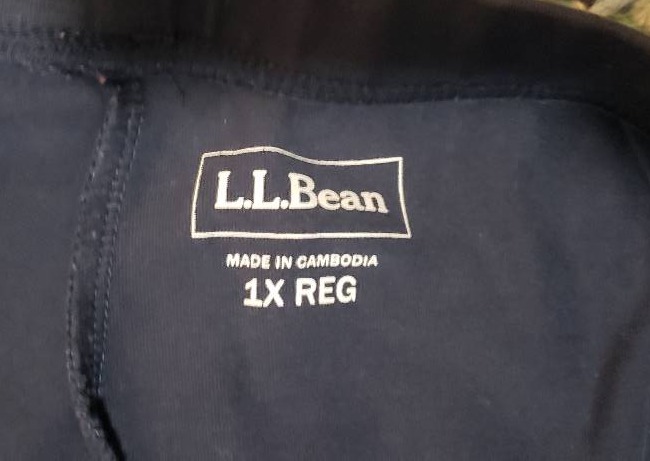 L.L.Bean
MADE IN CAMBODIA
1X REG